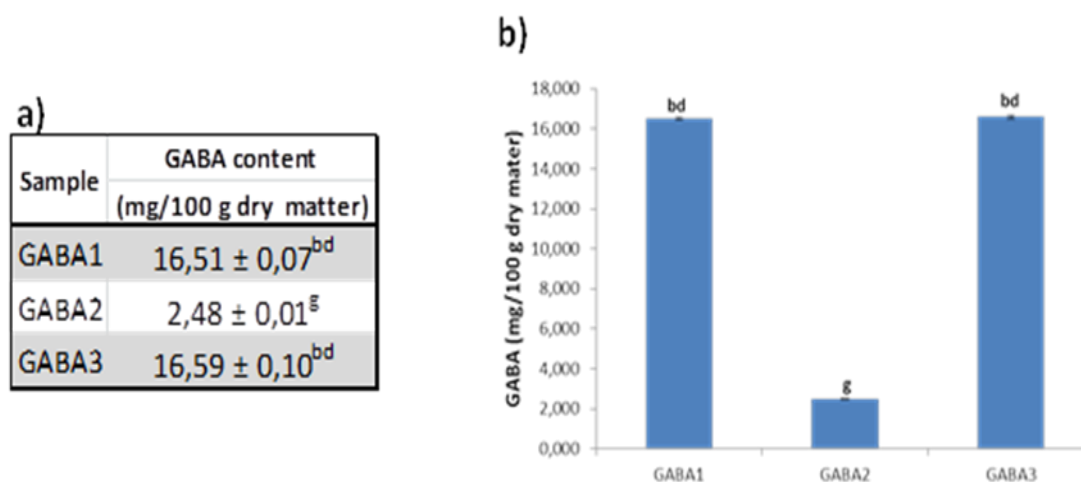 a)
Sample
GABA content
(mg/100 g dry matter)
GABA1 16,51 ± 0,07bd
GABA2 2,48 ± 0,01g
GABA3 16,59 ± 0,10bd
b)
GABA (mg/100 g dry mater)
18,000
16,000
14,000
12,000
10,000
8,000
6,000
4,000
2,000
0,000
bd
g
bd
GABA1 GABA2 GABA3